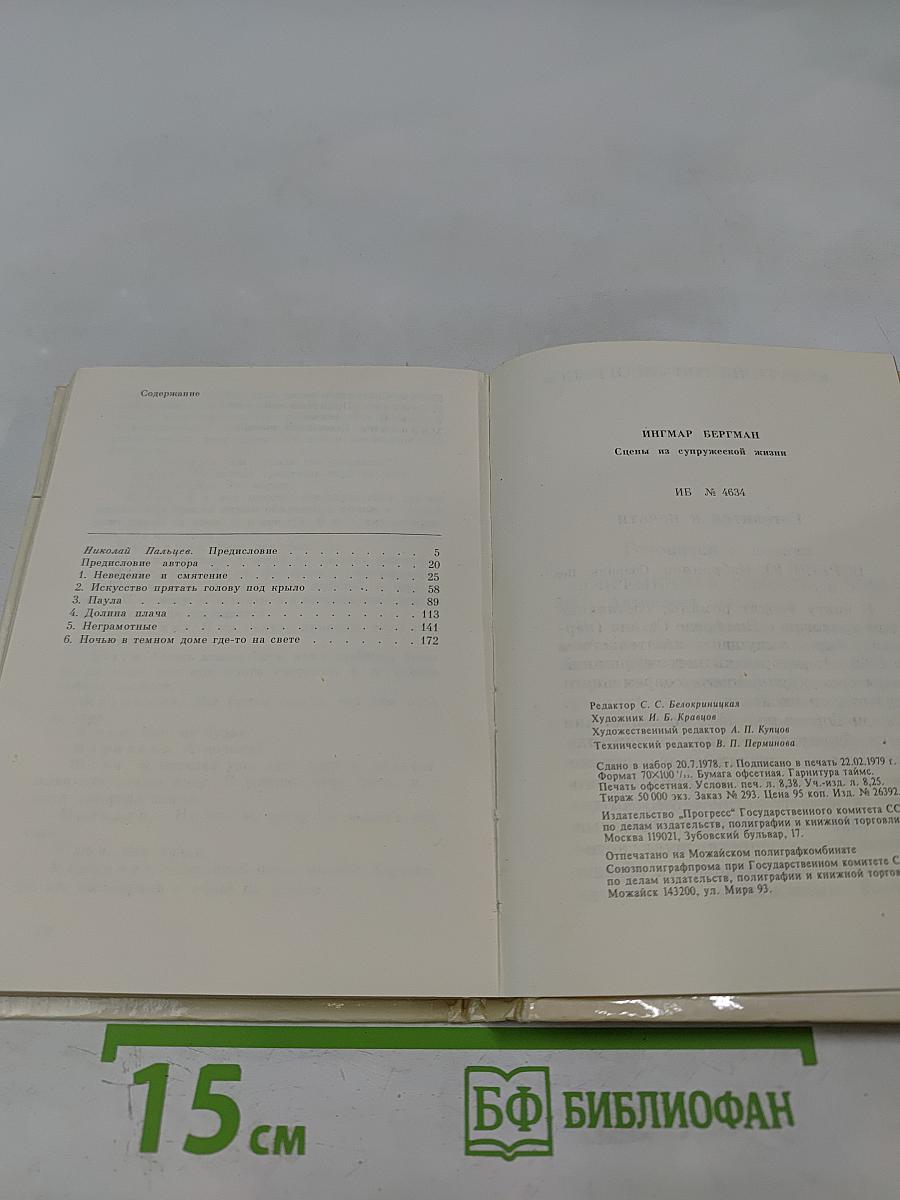 Содержание
Николай Пальцев. Предисловие . . . . . . . . . 5
Предисловие автора . . . . . . . . . . . . . 20
1. Неведение и смятение . . . . . . . . . . . 25
2. Искусство прятать голову под крыло . . . . . . 58
3. Паула . . . . . . . . . . . . . . . . 89
4. Долина плача . . . . . . . . . . . . . . 113
5. Неграмотные . . . . . . . . . . . . . . 141
6. Ночью в темном доме где-то на свете . . . . . . 172
ИНГМАР БЕРГМАН
Сцены из супружеской жизни
ИБ № 4634
Редактор С. С. Белокриницкая
Художник И. Б. Кравцов
Художественный редактор А. П. Купцов
Технический редактор В. П. Перминова
Сдано в набор 20.7.1978. г. Подписано в печать 22.02.1979 г.
Формат 70×100 Бумага офсетная. Гарнитура таймс.
Печать офсетная. Условн. печ. л. 8,38. Уч.-изд. л. 8,25.
Тираж 50 000 экз. Заказ № 293. Цена 95 коп. Изд. № 26392.
Издательство „Прогресс" Государственного комитета СС
по делам издательств, полиграфии и книжной торговли
Москва 119021, Зубовский бульвар, 17.
Отпечатано на Можайском полиграфкомбинате
Союзполиграфпрома при Государственном комитете С
по делам издательств, полиграфии и книжной торгов
Можайск 143200, ул. Мира 93.
15 см
БФ БИБЛИОФАН